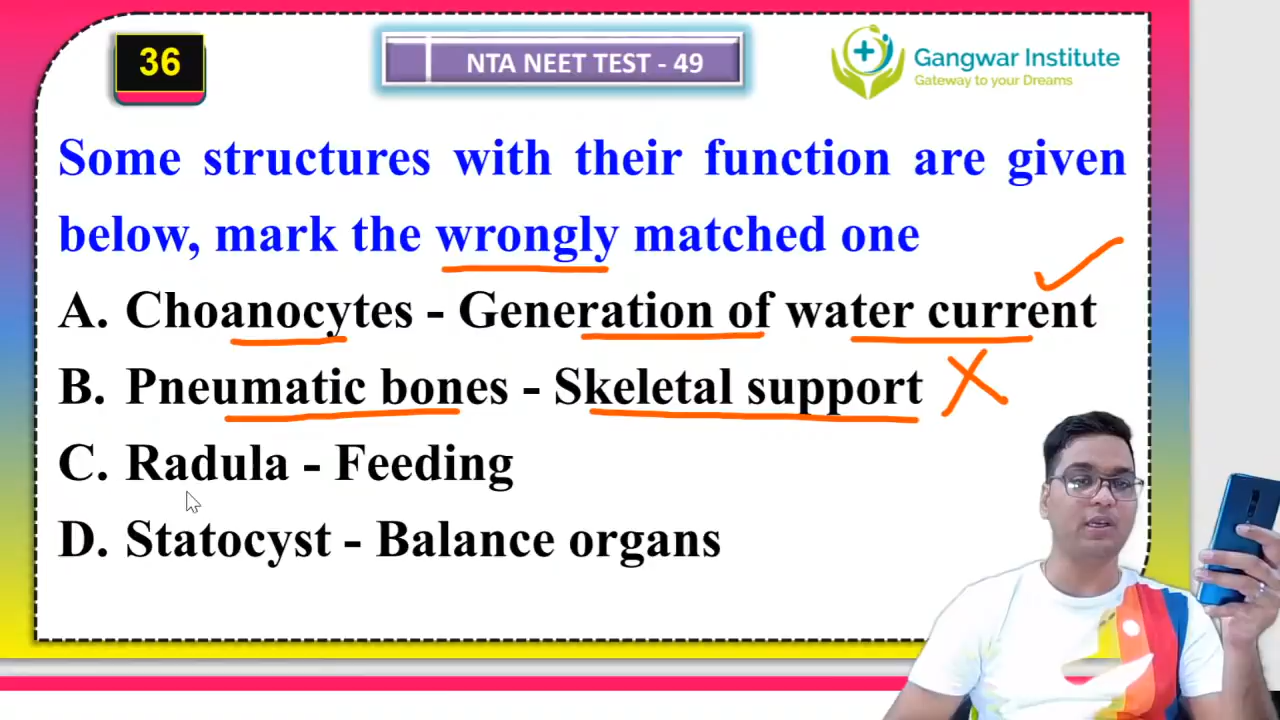 36
NTA NEET TEST - 49
Gangwar Institute
Gateway to your Dreams
Some structures with their function are given
below, mark the wrongly matched one
A. Choanocytes - Generation of water current
B. Pneumatic bones - Skeletal support
C. Radula - Feeding
D. Statocyst - Balance organs